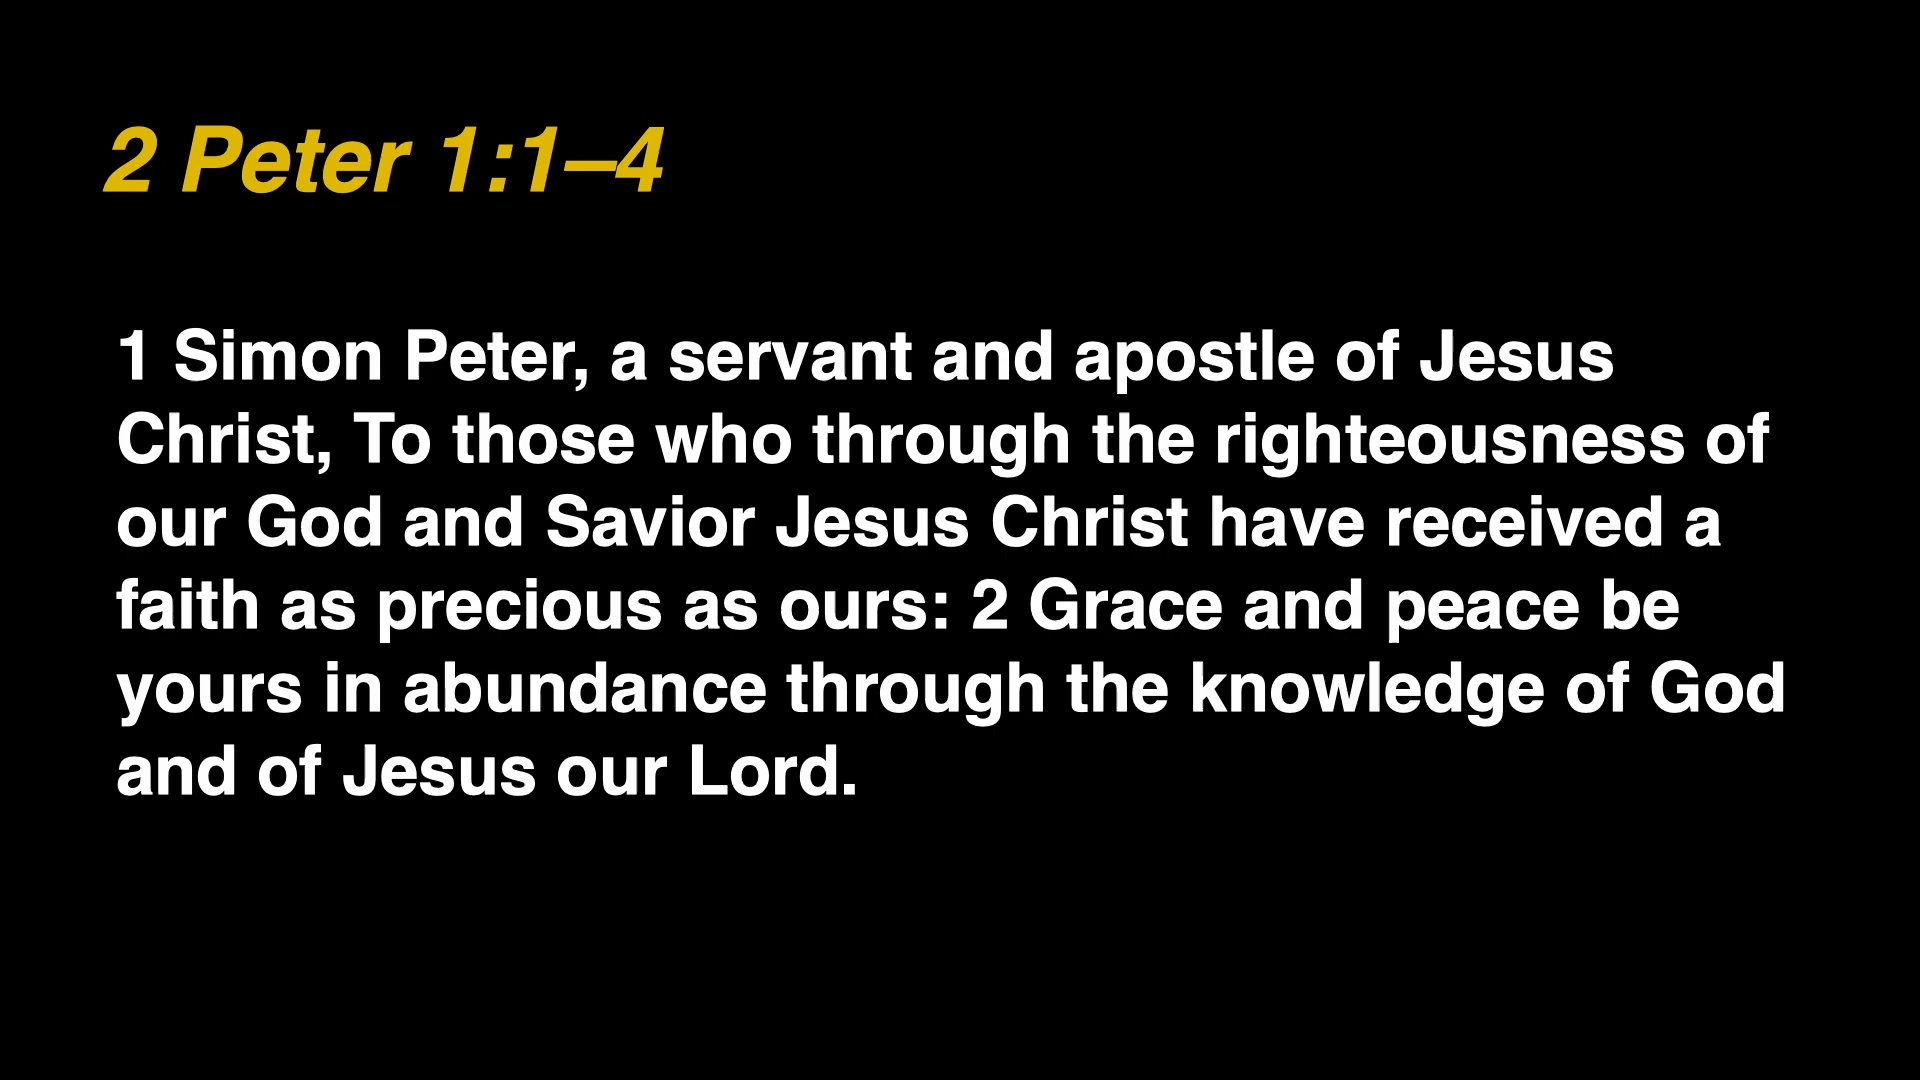 2 Peter 1:1–4
1 Simon Peter, a servant and apostle of Jesus
Christ, To those who through the righteousness of
our God and Savior Jesus Christ have received a
faith as precious as ours: 2 Grace and peace be
yours in abundance through the knowledge of God
and of Jesus our Lord.